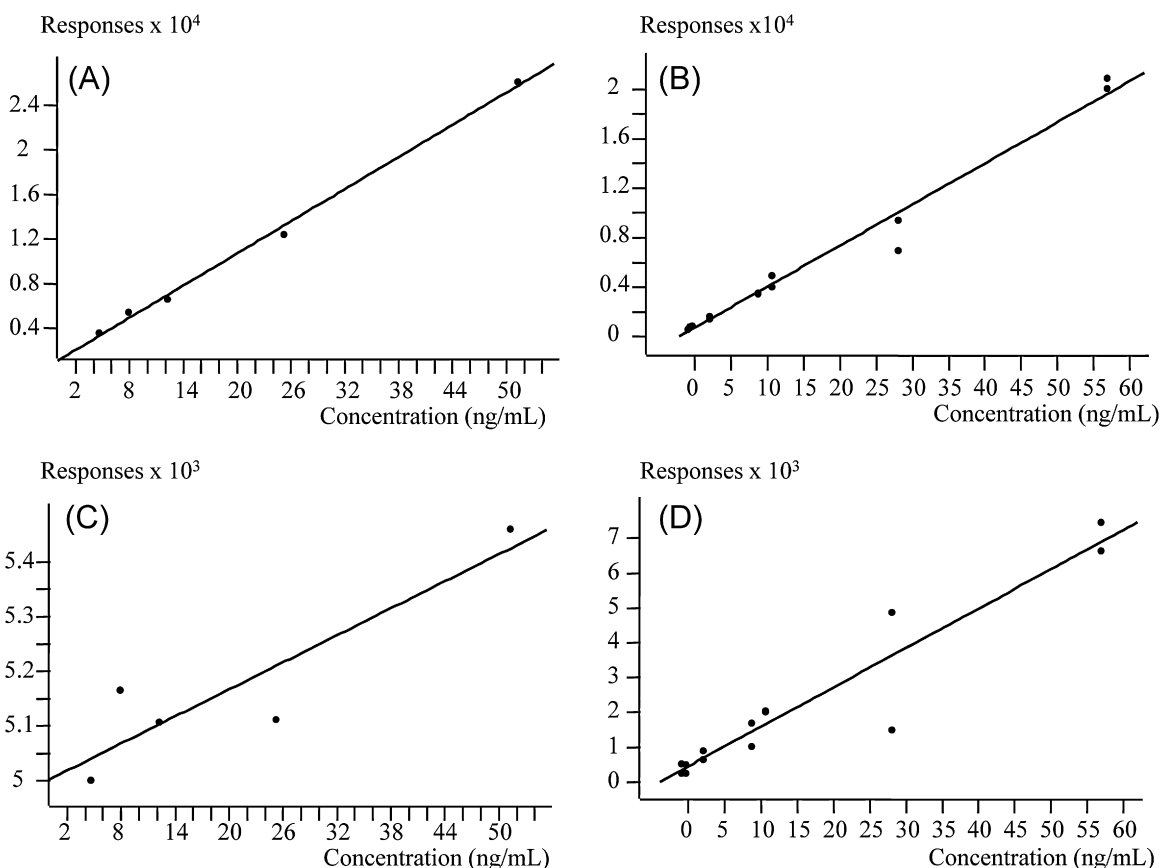 Responses x 10⁴
(A)
2.4
2
1.6
1.2
0.8
0.4
2 8 14 20 26 32 38 44 50
Concentration (ng/mL)
Responses x10⁴
(B)
2
1.6
1.2
0.8
0.4
0
0 5 10 15 20 25 30 35 40 45 50 55 60
Concentration (ng/mL)
Responses x 10³
(C)
5.4
5.3
5.2
5.1
5
2 8 14 20 26 32 38 44 50
Concentration (ng/mL)
Responses x 10³
(D)
7
6
5
4
3
2
1
0
0 5 10 15 20 25 30 35 40 45 50 55 60
Concentration (ng/mL)